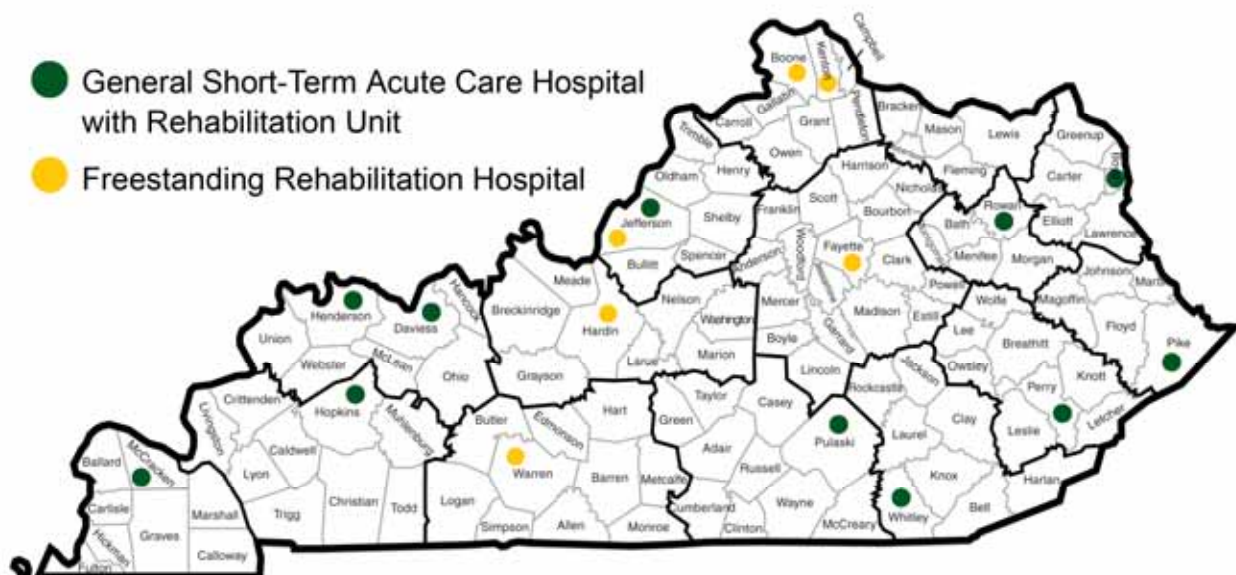 General Short-Term Acute Care Hospital
with Rehabilitation Unit
Freestanding Rehabilitation Hospital
Campbell
Boone
Kenton
Gallatin
Pendleton
Carroll
Grant
Trimble
Owen
Bracken
Mason
Lewis
Greenup
Fleming
Carter
Oldham
Henry
Harrison
Nicholas
Rowan
Elliott
Jefferson
Shelby
Franklin
Scott
Bourbon
Bath
Lawrence
Bullitt
Spencer
Anderson
Woodford
Fayette
Clark
Menifee
Morgan
Johnson
Martin
Meade
Hancock
Nelson
Mercer
Powell
Wolfe
Magoffin
Henderson
Daviess
Breckinridge
Hardin
Washington
Madison
Estill
Lee
Breathitt
Floyd
Pike
Union
Webster
McLean
Ohio
Larue
Marion
Boyle
Garrard
Grayson
Lincoln
Jackson
Owsley
Knott
Rockcastle
Perry
Crittenden
Hopkins
Muhlenburg
Butler
Edmonson
Hart
Green
Taylor
Casey
Leslie
Letcher
Livingston
Caldwell
Pulaski
Laurel
Clay
Adair
Ballard
McCracken
Lyon
Warren
Barren
Metcalfe
Russell
Knox
Harlan
Carlisle
Marshall
Trigg
Christian
Todd
Logan
Simpson
Allen
Monroe
Cumberland
Clinton
Wayne
McCreary
Whitley
Bell
Hickman
Graves
Calloway
Fulton